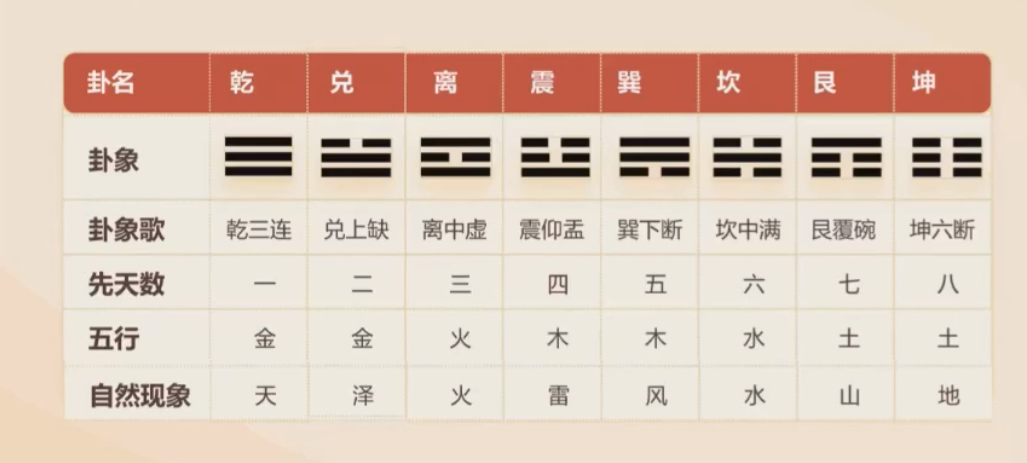 卦名 乾 兑 离 震 巽 坎 艮 坤
卦象
卦象歌 乾三连 兑上缺 离中虚 震仰盂 巽下断 坎中满 艮覆碗 坤六断
先天数 一 二 三 四 五 六 七 八
五行 金 金 火 木 木 水 土 土
自然现象 天 泽 火 雷 风 水 山 地